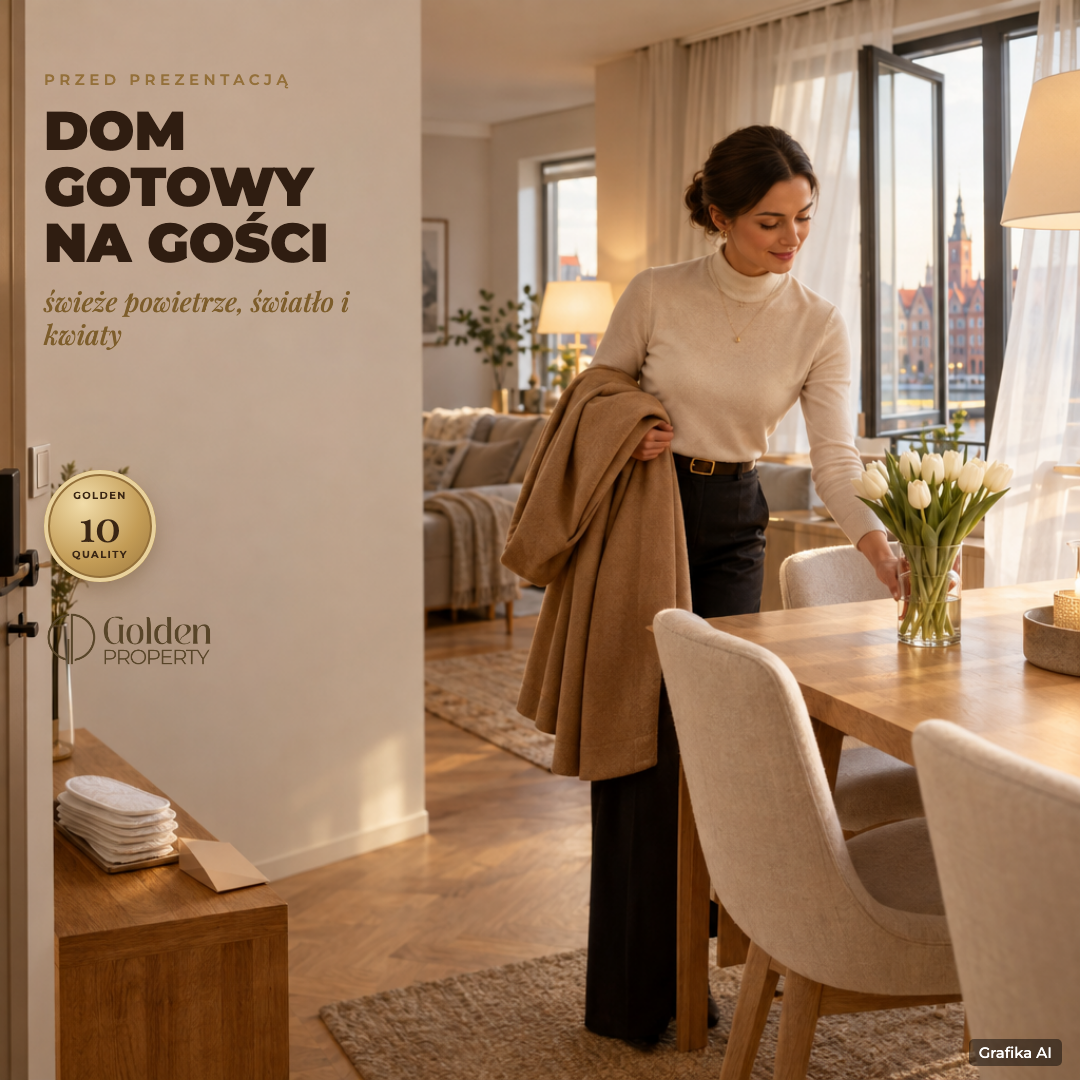 PRZED PREZENTACJĄ
DOM
GOTOWY
NA GOŚCI
świeże powietrze, światło i
kwiaty
GOLDEN
10
QUALITY
Golden
PROPERTY
Grafika AI